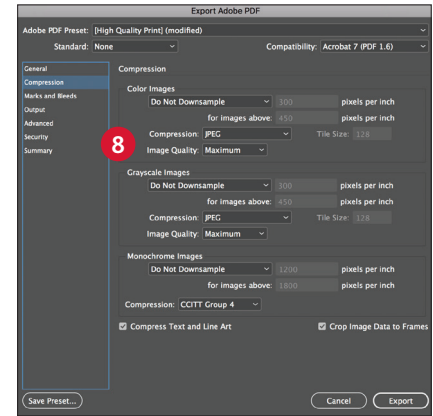 Export Adobe PDF
Adobe PDF Preset: [High Quality Print] (modified)
Standard: None Compatibility: Acrobat 7 (PDF 1.6)
General
Compression
Marks and Bleeds
Output
Advanced
Security
Summary
Compression
Color Images
Do Not Downsample 300 pixels per inch
for images above: 450 pixels per inch
Compression: JPEG Tile Size: 128
8
Image Quality: Maximum
Grayscale Images
Do Not Downsample 300 pixels per inch
for images above: 450 pixels per inch
Compression: JPEG Tile Size: 128
Image Quality: Maximum
Monochrome Images
Do Not Downsample 1200 pixels per inch
for images above: 1800 pixels per inch
Compression: CCITT Group 4
Compress Text and Line Art Crop Image Data to Frames
Save Preset... Cancel Export